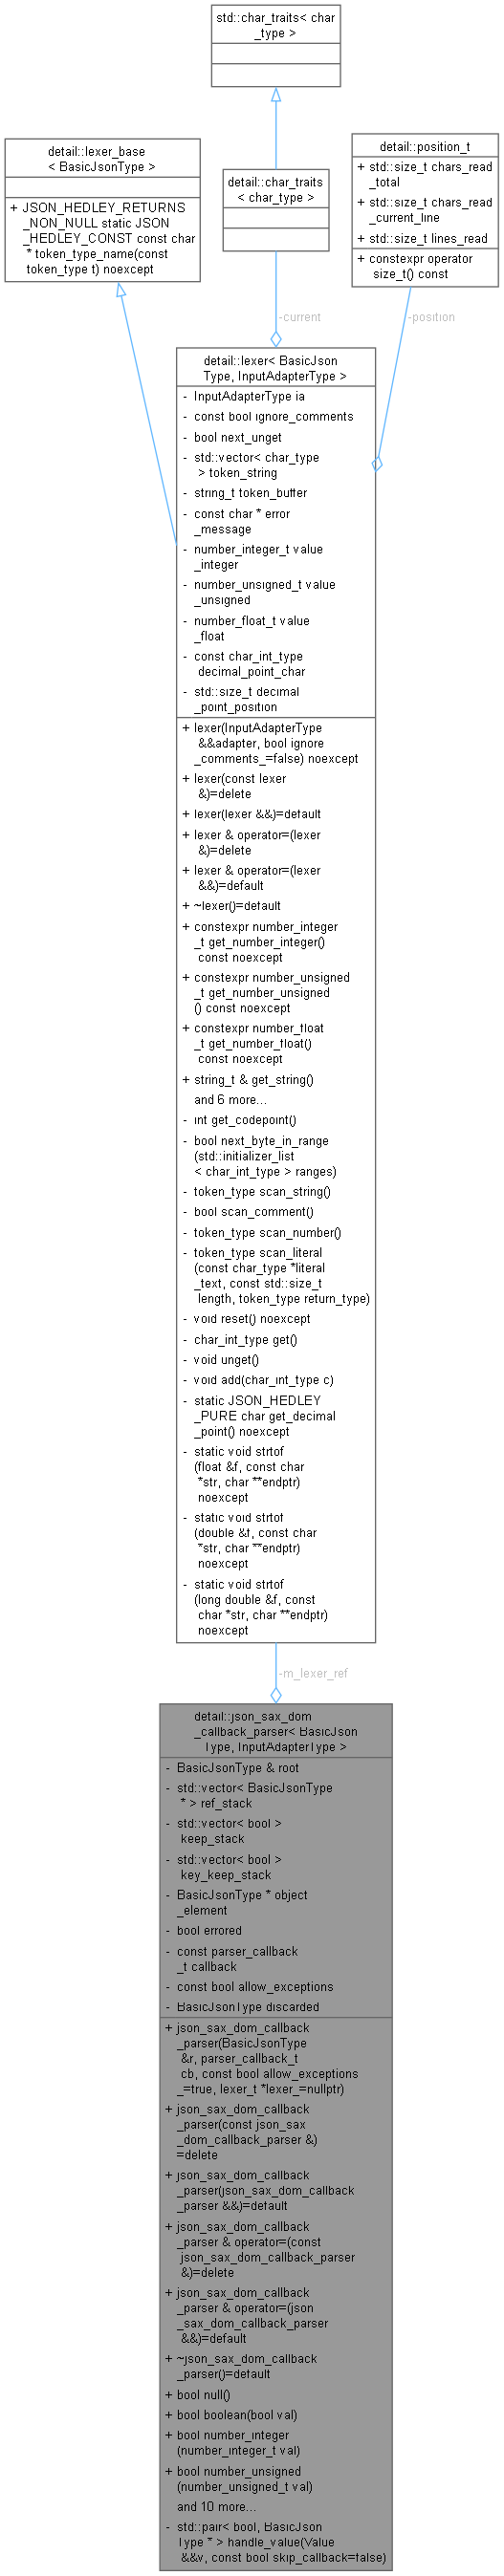 std::char_traits< char
_type >
detail::lexer_base
< BasicJsonType >
+ JSON_HEDLEY_RETURNS
_NON_NULL static JSON
_HEDLEY_CONST const char
* token_type_name(const
token_type t) noexcept
detail::char_traits
< char_type >
detail::position_t
+ std::size_t chars_read
_total
+ std::size_t chars_read
_current_line
+ std::size_t lines_read
+ constexpr operator
size_t() const
-current
-position
detail::lexer< BasicJson
Type, InputAdapterType >
- InputAdapterType ia
- const bool ignore_comments
- bool next_unget
- std::vector< char_type
> token_string
- string_t token_buffer
- const char * error
_message
- number_integer_t value
_integer
- number_unsigned_t value
_unsigned
- number_float_t value
_float
- const char_int_type
decimal_point_char
- std::size_t decimal
_point_position
+ lexer(InputAdapterType
&&adapter, bool ignore
_comments_=false) noexcept
+ lexer(const lexer
&)=delete
+ lexer(lexer &&)=default
+ lexer & operator=(lexer
&)=delete
+ lexer & operator=(lexer
&&)=default
+ ~lexer()=default
+ constexpr number_integer
_t get_number_integer()
const noexcept
+ constexpr number_unsigned
_t get_number_unsigned
() const noexcept
+ constexpr number_float
_t get_number_float()
const noexcept
+ string_t & get_string()
and 6 more...
- int get_codepoint()
- bool next_byte_in_range
(std::initializer_list
< char_int_type > ranges)
- token_type scan_string()
- bool scan_comment()
- token_type scan_number()
- token_type scan_literal
(const char_type *literal
_text, const std::size_t
length, token_type return_type)
- void reset() noexcept
- char_int_type get()
- void unget()
- void add(char_int_type c)
- static JSON_HEDLEY
_PURE char get_decimal
_point() noexcept
- static void strtof
(float &f, const char
*str, char **endptr)
noexcept
- static void strtof
(double &f, const char
*str, char **endptr)
noexcept
- static void strtof
(long double &f, const
char *str, char **endptr)
noexcept
-m_lexer_ref
detail::json_sax_dom
_callback_parser< BasicJson
Type, InputAdapterType >
- BasicJsonType & root
- std::vector< BasicJsonType
* > ref_stack
- std::vector< bool >
keep_stack
- std::vector< bool >
key_keep_stack
- BasicJsonType * object
_element
- bool errored
- const parser_callback
_t callback
- const bool allow_exceptions
- BasicJsonType discarded
+ json_sax_dom_callback
_parser(BasicJsonType
&r, parser_callback_t
cb, const bool allow_exceptions
_=true, lexer_t *lexer_=nullptr)
+ json_sax_dom_callback
_parser(const json_sax
_dom_callback_parser &)
=delete
+ json_sax_dom_callback
_parser(json_sax_dom_callback
_parser &&)=default
+ json_sax_dom_callback
_parser & operator=(const
json_sax_dom_callback_parser
&)=delete
+ json_sax_dom_callback
_parser & operator=(json
_sax_dom_callback_parser
&&)=default
+ ~json_sax_dom_callback
_parser()=default
+ bool null()
+ bool boolean(bool val)
+ bool number_integer
(number_integer_t val)
+ bool number_unsigned
(number_unsigned_t val)
and 10 more...
- std::pair< bool, BasicJson
Type * > handle_value(Value
&&v, const bool skip_callback=false)